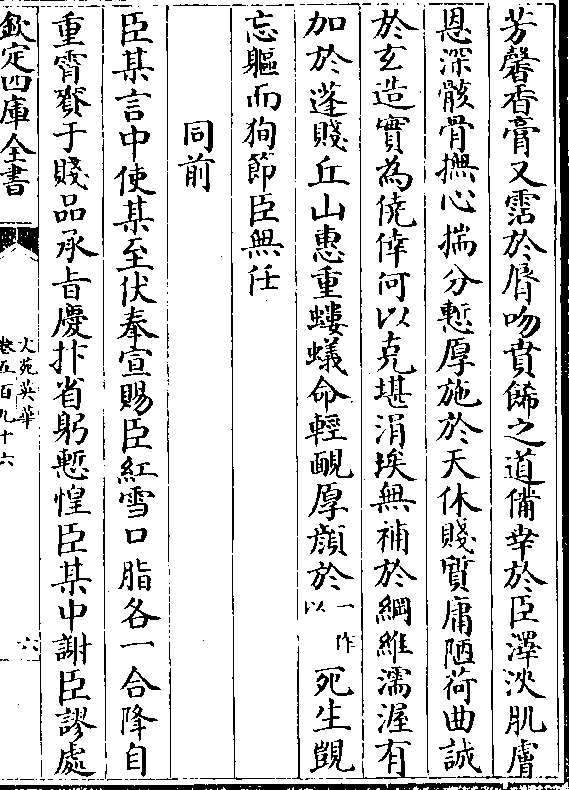 芳馨香膏又霑於脣吻賁飾之道備幸於臣澤浹肌膚
恩深骸骨撫心揣分慙厚施於天休賤質庸陋荷曲誠
於玄造實為僥倖何以克堪涓埃無補於綱維濡渥有
加於蓬賤丘山惠重螻蟻命輕靦厚顔於一作以死生覬
忘軀而狥節臣無任
同前
臣某言中使某至伏奉宣賜臣紅雪口脂各一合降自
重霄賚于賤品承旨慶抃省躬慙惶臣某中謝臣謬處
欽定四庫全書
文苑英華
卷五百九十六
六